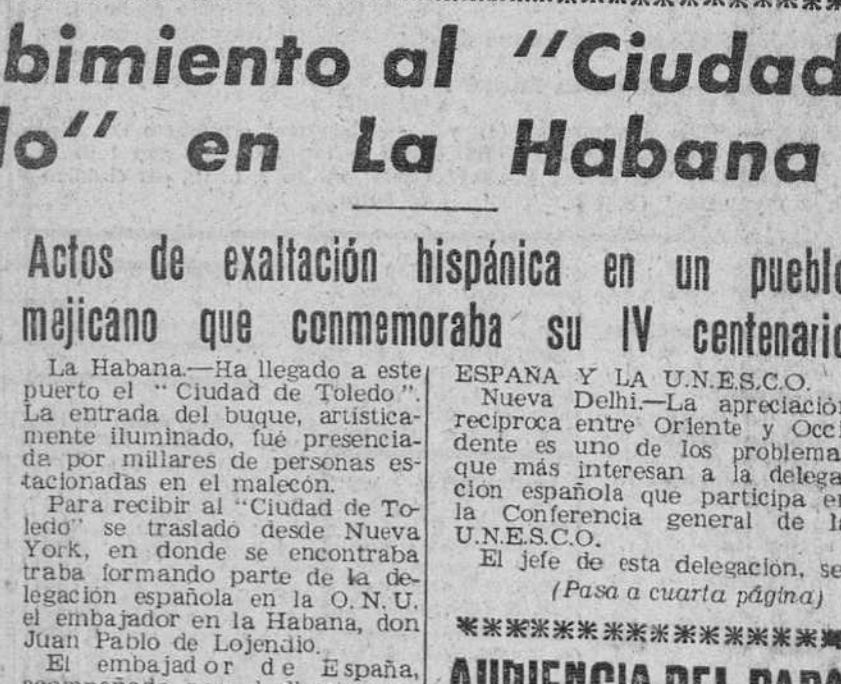 bimiento al "Ciudad
lo" en La Habana
Actos de exaltación hispánica en un pueblo
mejicano que conmemoraba su IV centenario
La Habana.—Ha llegado a este
puerto el "Ciudad de Toledo".
La entrada del buque, artística-
mente iluminado, fué presencia-
da por millares de personas es-
tacionadas en el malecón.
Para recibir al "Ciudad de To-
ledo" se trasladó desde Nueva
York, en donde se encontraba
traba formando parte de la de-
legación española en la O. N. U.
el embajador en la Habana, don
Juan Pablo de Lojendio.
El embajador de España,
ESPAÑA Y LA U.N.E.S.C.O.
Nueva Delhi.—La apreciación
recíproca entre Oriente y Occi
dente es uno de los problema
que más interesan a la delega
ción española que participa en
la Conferencia general de la
U.N.E.S.C.O.
El jefe de esta delegación, se
(Pasa a cuarta página)
AUDIENCIA DEL PAPA